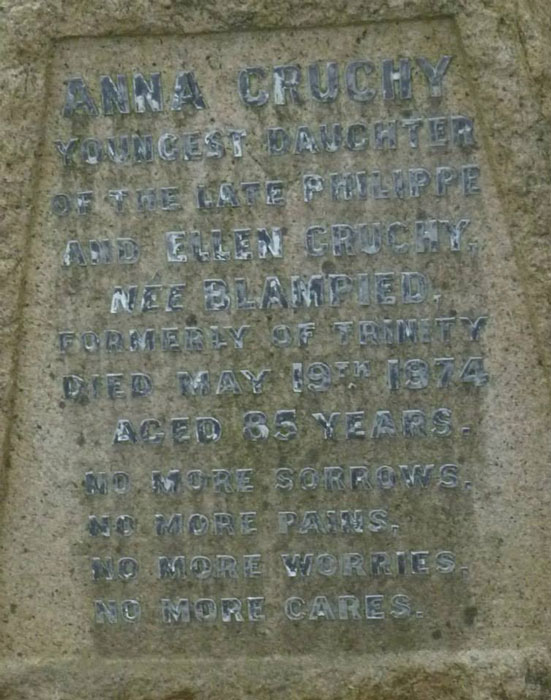 ANNA CRUCHY
YOUNGEST DAUGHTER
OF THE LATE PHILIPPE
AND ELLEN CRUCHY,
NÉE BLAMPIED,
FORMERLY OF TRINITY
DIED MAY 19TH 1974
AGED 85 YEARS.
NO MORE SORROWS,
NO MORE PAINS,
NO MORE WORRIES,
NO MORE CARES.